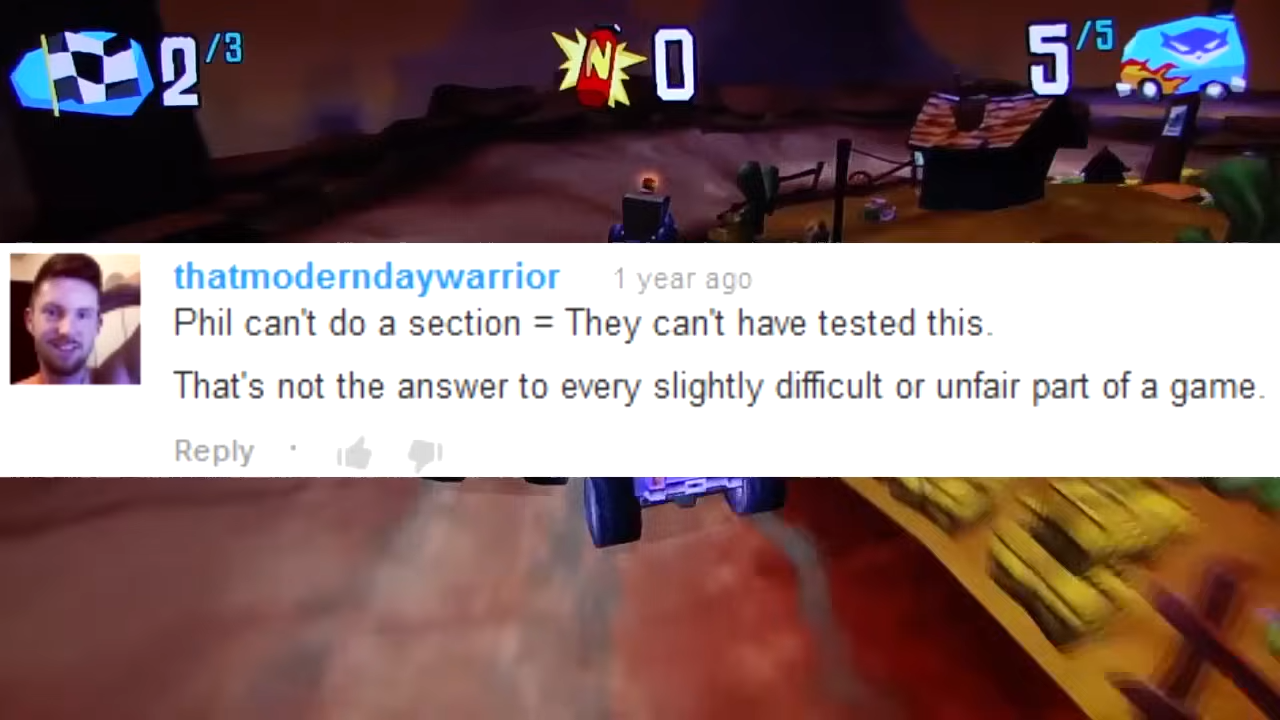 2/3 N 0 5/5
thatmoderndaywarrior 1 year ago
Phil can't do a section = They can't have tested this.
That's not the answer to every slightly difficult or unfair part of a game.
Reply ·